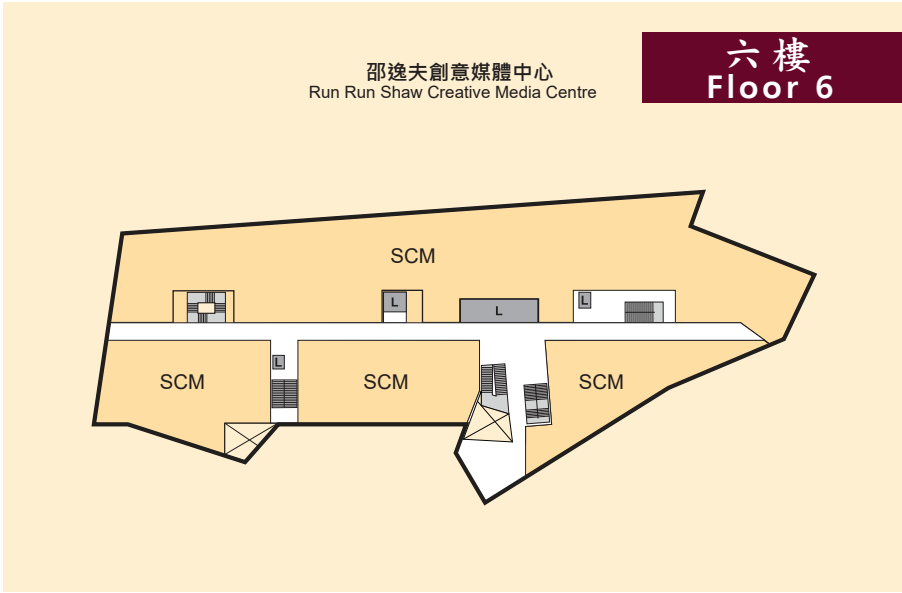 邵逸夫創意媒體中心
Run Run Shaw Creative Media Centre
六樓
Floor 6
SCM
L
L
L
L
SCM
SCM
SCM